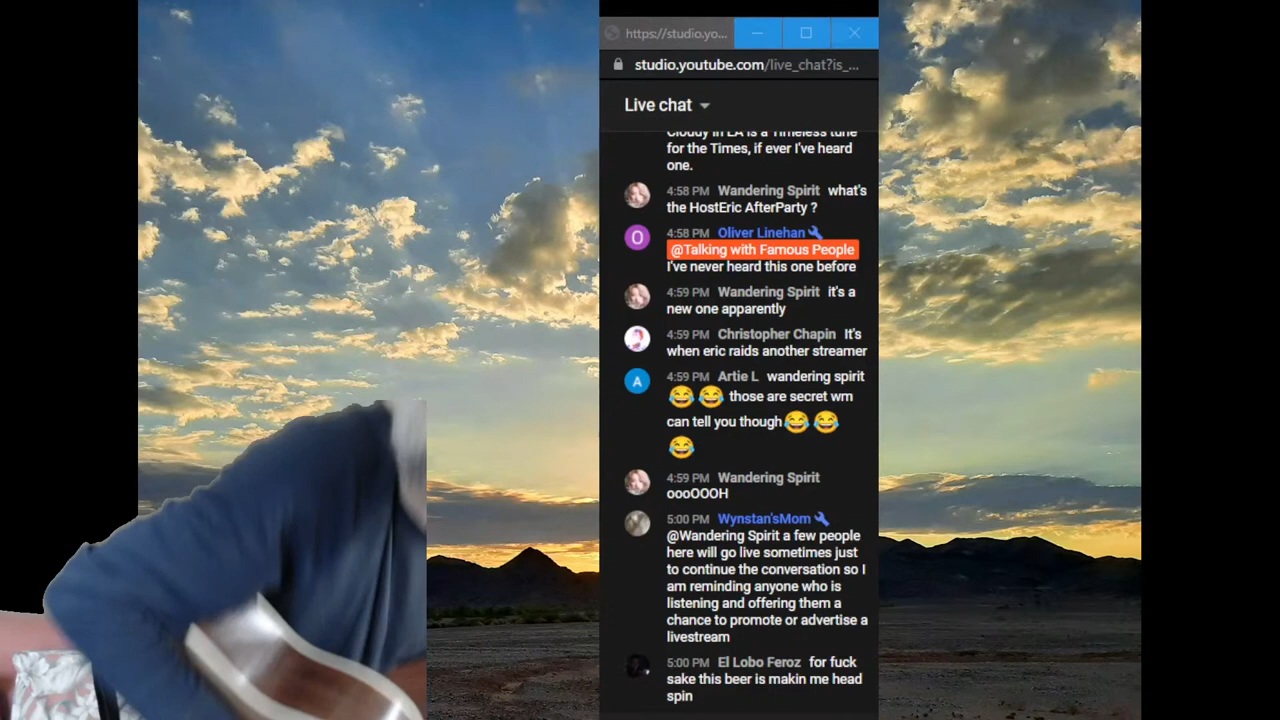 https://studio.yo...
studio.youtube.com/live_chat?is_...
Live chat
Cloudy in LA is a Timeless tune
for the Times, if ever I've heard
one.
4:58 PM Wandering Spirit what's
the HostEric AfterParty ?
O
4:58 PM Oliver Linehan
@Talking with Famous People
I've never heard this one before
4:59 PM Wandering Spirit it's a
new one apparently
4:59 PM Christopher Chapin It's
when eric raids another streamer
A
4:59 PM Artie L wandering spirit
😂😂 those are secret wm
can tell you though😂😂
😂
4:59 PM Wandering Spirit
oooOOOH
5:00 PM Wynstan'sMom
@Wandering Spirit a few people
here will go live sometimes just
to continue the conversation so I
am reminding anyone who is
listening and offering them a
chance to promote or advertise a
livestream
5:00 PM El Lobo Feroz for fuck
sake this beer is makin me head
spin